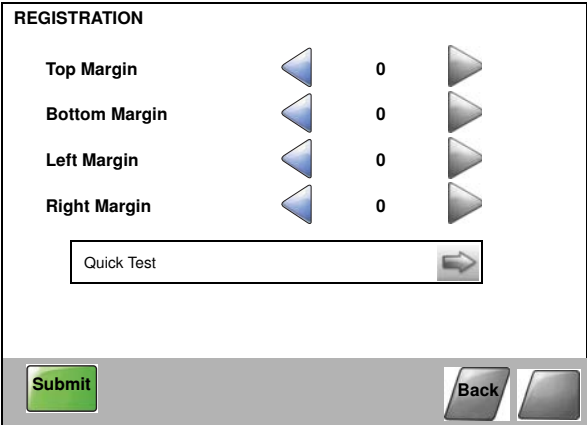 REGISTRATION
Top Margin 0
Bottom Margin 0
Left Margin 0
Right Margin 0
Quick Test
Submit Back